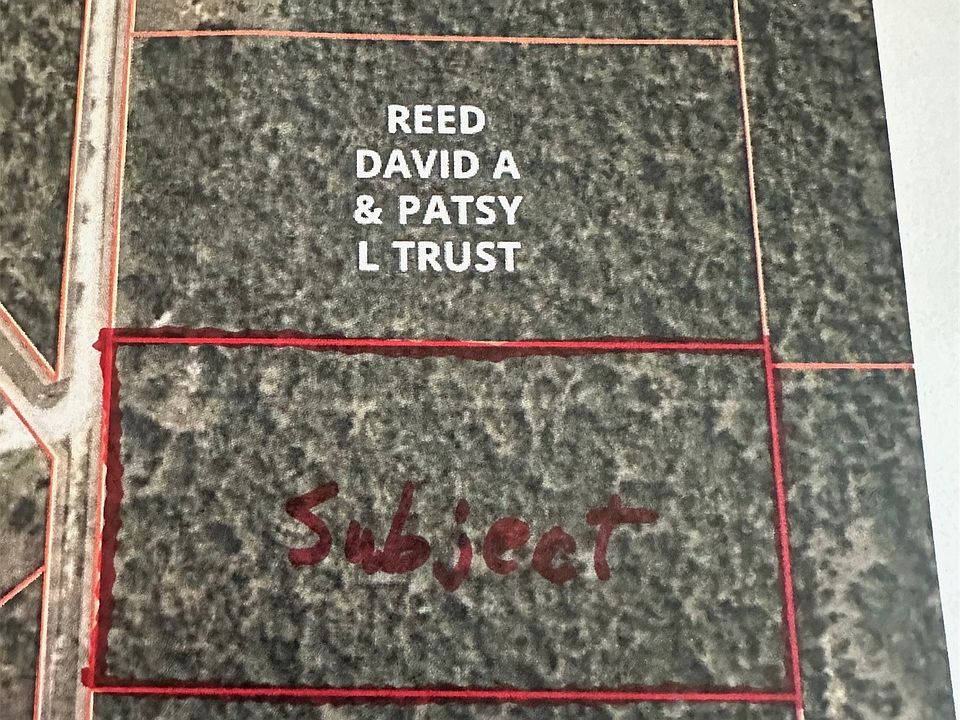 REED
DAVID A
& PATSY
L TRUST
Subject